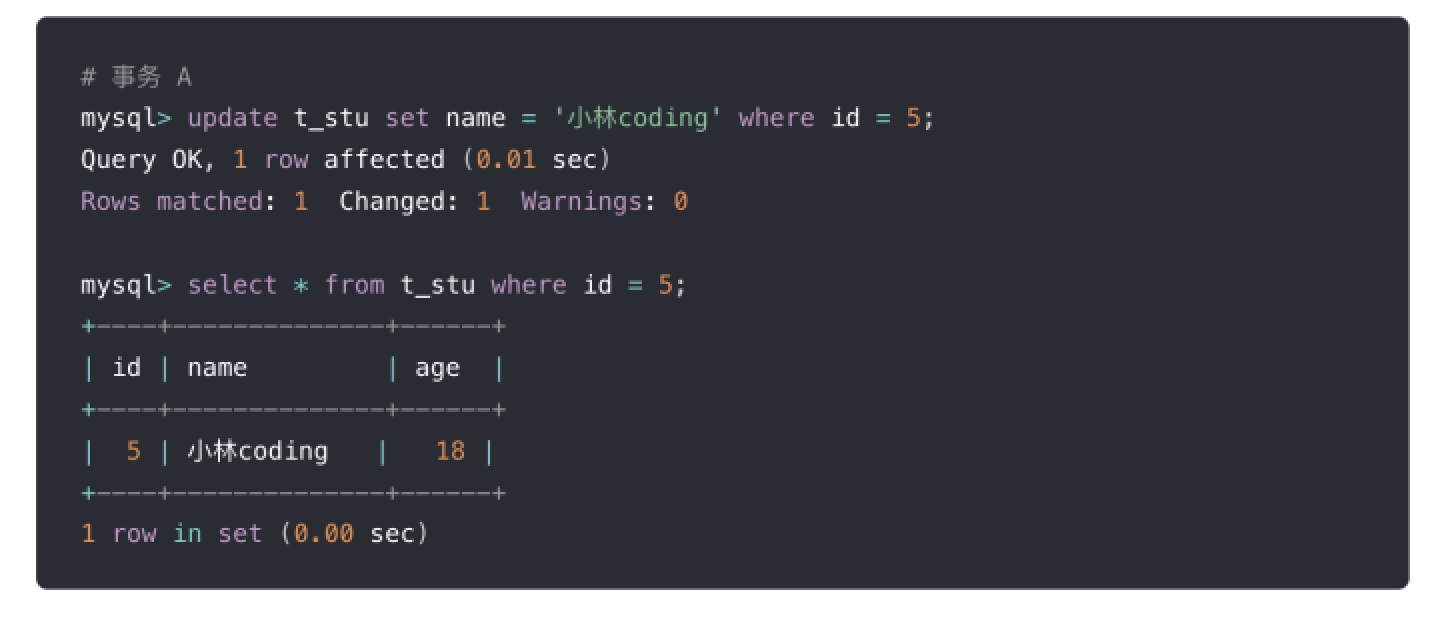 # 事务 A
mysql> update t_stu set name = '小林coding' where id = 5;
Query OK, 1 row affected (0.01 sec)
Rows matched: 1  Changed: 1  Warnings: 0
mysql> select * from t_stu where id = 5;
+----+--------------+------+
| id | name         | age  |
+----+--------------+------+
|  5 | 小林coding   |   18 |
+----+--------------+------+
1 row in set (0.00 sec)